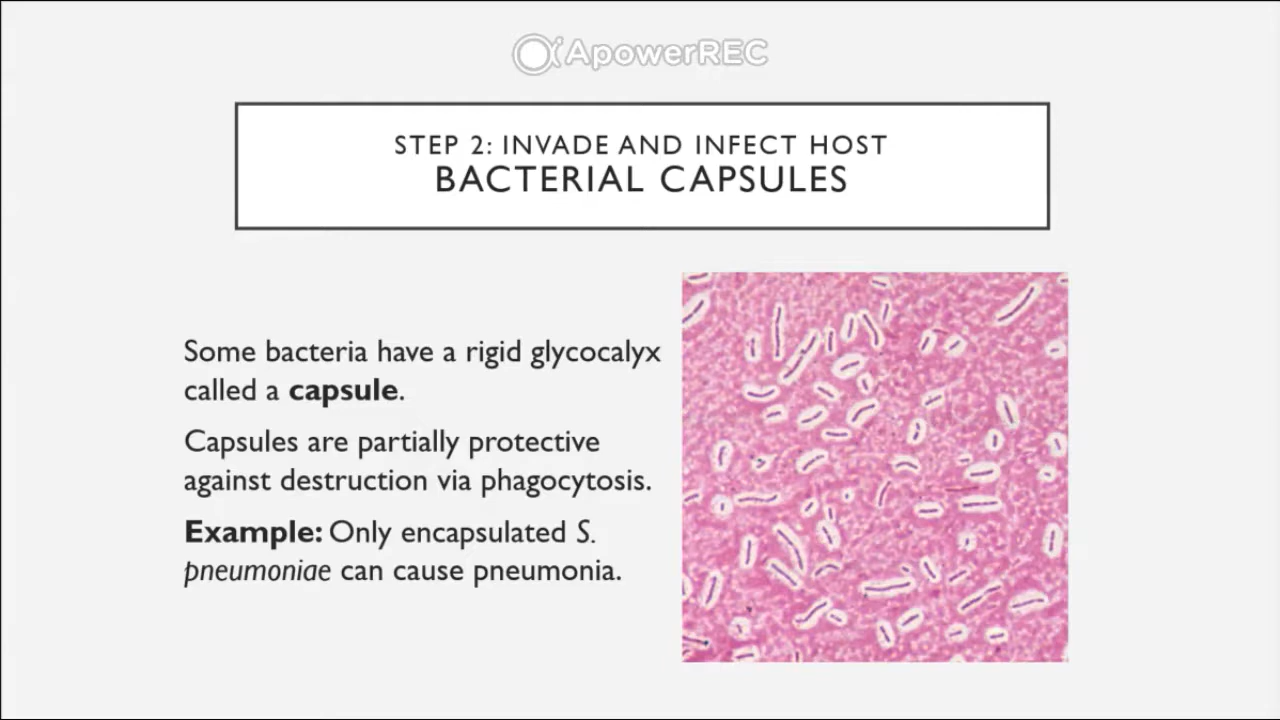 ApowerREC
STEP 2: INVADE AND INFECT HOST
BACTERIAL CAPSULES
Some bacteria have a rigid glycocalyx
called a capsule.
Capsules are partially protective
against destruction via phagocytosis.
Example: Only encapsulated S.
pneumoniae can cause pneumonia.